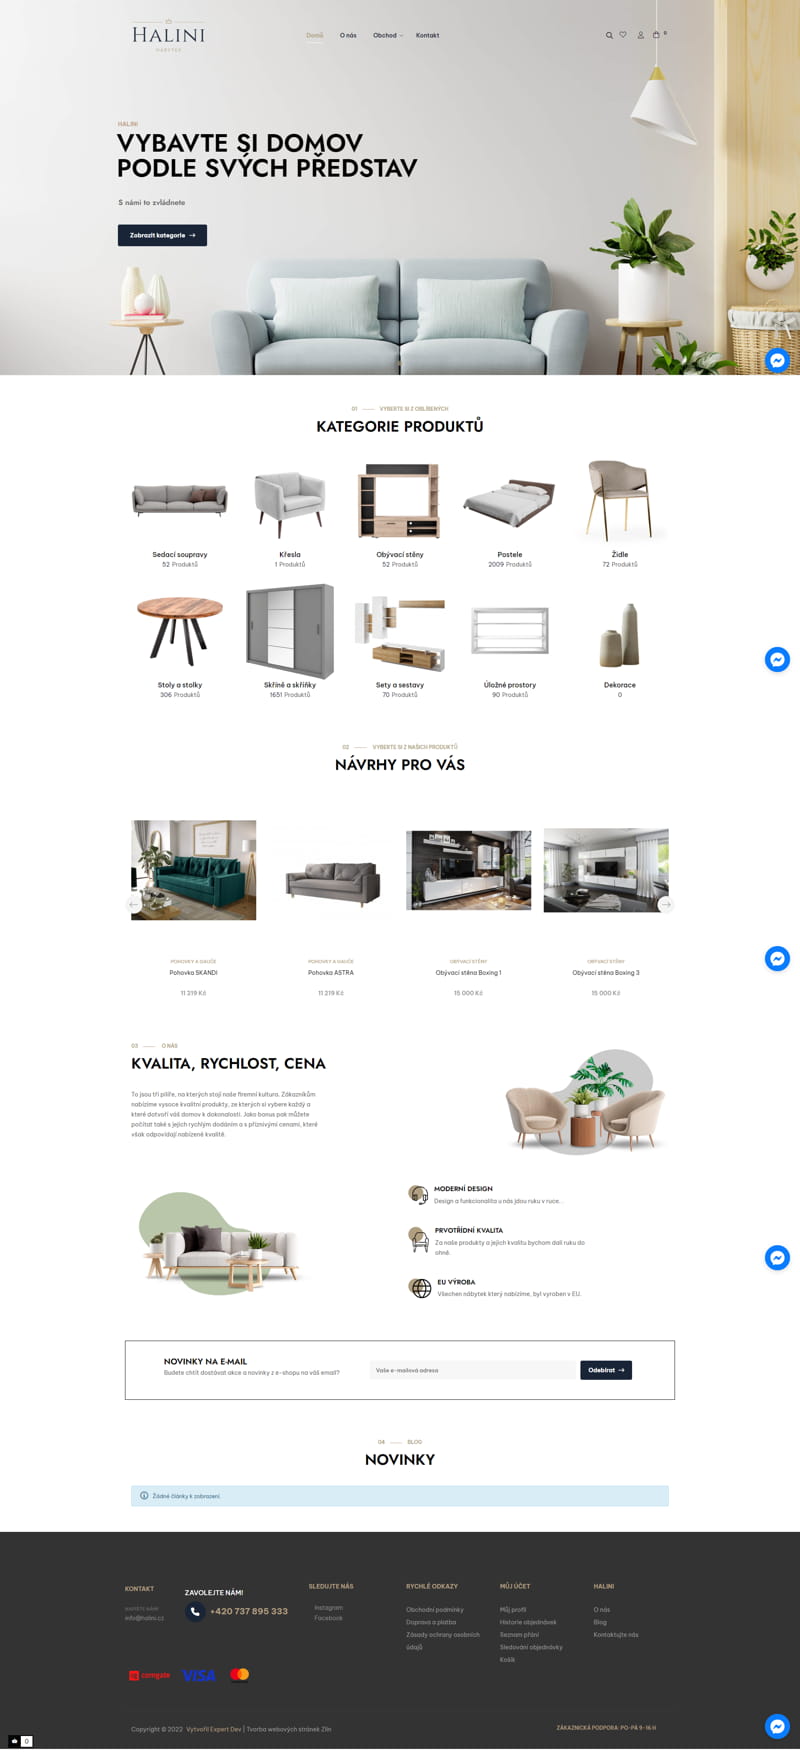 HALINI
NÁBYTEK
Domů
O nás
Obchod
Kontakt
0
HALINI
VYBAVTE SI DOMOV
PODLE SVÝCH PŘEDSTAV
S námi to zvládnete
Zobrazit kategorie →
01 VYBERTE SI Z OBLÍBENÝCH
KATEGORIE PRODUKTŮ
Sedací soupravy
52 Produktů
Křesla
1 Produktů
Obývací stěny
52 Produktů
Postele
2009 Produktů
Židle
72 Produktů
Stoly a stolky
306 Produktů
Skříně a skříňky
1651 Produktů
Sety a sestavy
70 Produktů
Úložné prostory
90 Produktů
Dekorace
0
02 VYBERTE SI Z NAŠICH PRODUKTŮ
NÁVRHY PRO VÁS
POHOVKY A GAUČE
Pohovka SKANDI
11 319 Kč
POHOVKY A GAUČE
Pohovka ASTRA
11 219 Kč
OBÝVACÍ STĚNY
Obývací stěna Boxing 1
15 000 Kč
OBÝVACÍ STĚNY
Obývací stěna Boxing 3
15 000 Kč
03 O NÁS
KVALITA, RYCHLOST, CENA
To jsou tři pilíře, na kterých stojí naše firemní kultura. Zákazníkům
nabízíme vysoce kvalitní produkty, ze kterých si vybere každý a
které dotvoří váš domov k dokonalosti. Jako bonus pak můžete
počítat také s jejich rychlým dodáním a s příznivými cenami, které
však odpovídají nabízené kvalitě.
MODERNÍ DESIGN
Design a funkcionalita u nás jdou ruku v ruce...
PRVOTŘÍDNÍ KVALITA
Za naše produkty a jejich kvalitu bychom dali ruku do
ohně.
EU VÝROBA
Všechen nábytek který nabízíme, byl vyroben v EU.
NOVINKY NA E-MAIL
Budete chtít dostávat akce a novinky z e-shopu na váš email?
Vaše e-mailová adresa
Odebírat →
04 BLOG
NOVINKY
Žádné články k zobrazení.
KONTAKT
NAPIŠTE NÁM!
info@halini.cz
ZAVOLEJTE NÁM!
+420 737 895 333
SLEDUJTE NÁS
Instagram
Facebook
RYCHLÉ ODKAZY
Obchodní podmínky
Doprava a platba
Zásady ochrany osobních
údajů
MŮJ ÚČET
Můj profil
Historie objednávek
Seznam přání
Sledování objednávky
Košík
HALINI
O nás
Blog
Kontaktujte nás
comgate
VISA
Copyright © 2022 Vytvořil Expert Dev | Tvorba webových stránek Zlín
ZÁKAZNICKÁ PODPORA: PO-PÁ 9-16 H
0